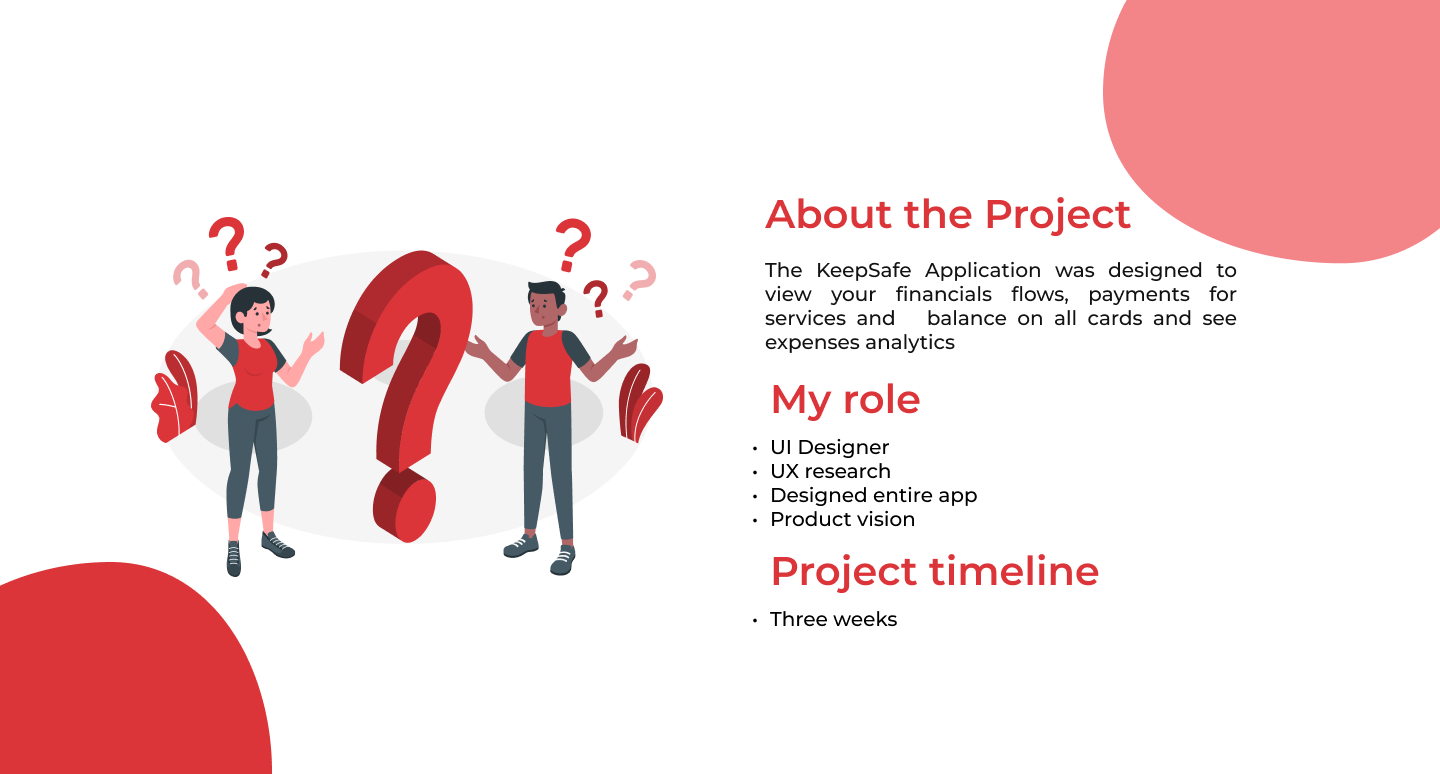 About the Project
The KeepSafe Application was designed to
view your financials flows, payments for
services and balance on all cards and see
expenses analytics
My role
• UI Designer
• UX research
• Designed entire app
• Product vision
Project timeline
• Three weeks